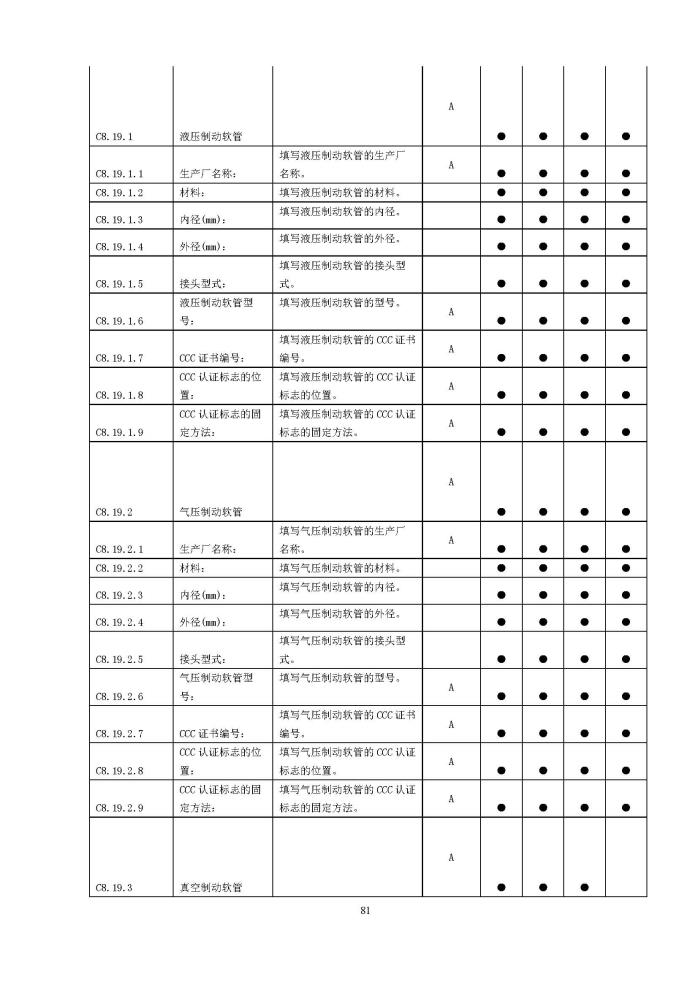 A
C8.19.1 液压制动软管 ● ● ● ●
填写液压制动软管的生产厂
C8.19.1.1 生产厂名称： 名称。 A ● ● ● ●
C8.19.1.2 材料： 填写液压制动软管的材料。 ● ● ● ●
C8.19.1.3 内径(mm)： 填写液压制动软管的内径。 ● ● ● ●
C8.19.1.4 外径(mm)： 填写液压制动软管的外径。 ● ● ● ●
填写液压制动软管的接头型
C8.19.1.5 接头型式： 式。 ● ● ● ●
液压制动软管型 填写液压制动软管的型号。
C8.19.1.6 号： A ● ● ● ●
填写液压制动软管的 CCC 证书
C8.19.1.7 CCC 证书编号： 编号。 A ● ● ● ●
CCC 认证标志的位 填写液压制动软管的 CCC 认证
C8.19.1.8 置： 标志的位置。 A ● ● ● ●
CCC 认证标志的固 填写液压制动软管的 CCC 认证
C8.19.1.9 定方法： 标志的固定方法。 A ● ● ● ●
A
C8.19.2 气压制动软管 ● ● ● ●
填写气压制动软管的生产厂
C8.19.2.1 生产厂名称： 名称。 A ● ● ● ●
C8.19.2.2 材料： 填写气压制动软管的材料。 ● ● ● ●
C8.19.2.3 内径(mm)： 填写气压制动软管的内径。 ● ● ● ●
C8.19.2.4 外径(mm)： 填写气压制动软管的外径。 ● ● ● ●
填写气压制动软管的接头型
C8.19.2.5 接头型式： 式。 ● ● ● ●
气压制动软管型 填写气压制动软管的型号。
C8.19.2.6 号： A ● ● ● ●
填写气压制动软管的 CCC 证书
C8.19.2.7 CCC 证书编号： 编号。 A ● ● ● ●
CCC 认证标志的位 填写气压制动软管的 CCC 认证
C8.19.2.8 置： 标志的位置。 A ● ● ● ●
CCC 认证标志的固 填写气压制动软管的 CCC 认证
C8.19.2.9 定方法： 标志的固定方法。 A ● ● ● ●
A
C8.19.3 真空制动软管 ● ● ●
81